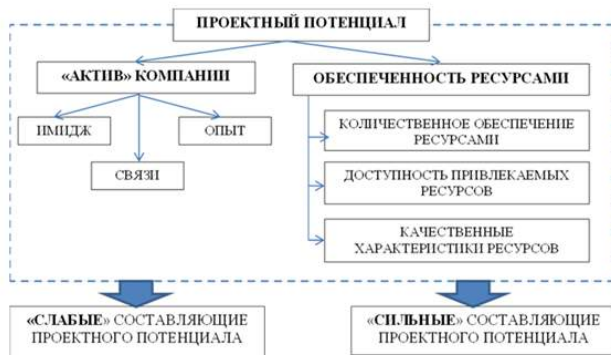 ПРОЕКТНЫЙ ПОТЕНЦИАЛ
«АКТИВ» КОМПАНИИ
ОБЕСПЕЧЕННОСТЬ РЕСУРСАМИ
ИМИДЖ
ОПЫТ
СВЯЗИ
КОЛИЧЕСТВЕННОЕ ОБЕСПЕЧЕНИЕ
РЕСУРСАМИ
ДОСТУПНОСТЬ ПРИВЛЕКАЕМЫХ
РЕСУРСОВ
КАЧЕСТВЕННЫЕ
ХАРАКТЕРИСТИКИ РЕСУРСОВ
«СЛАБЫЕ» СОСТАВЛЯЮЩИЕ
ПРОЕКТНОГО ПОТЕНЦИАЛА
«СИЛЬНЫЕ» СОСТАВЛЯЮЩИЕ
ПРОЕКТНОГО ПОТЕНЦИАЛА